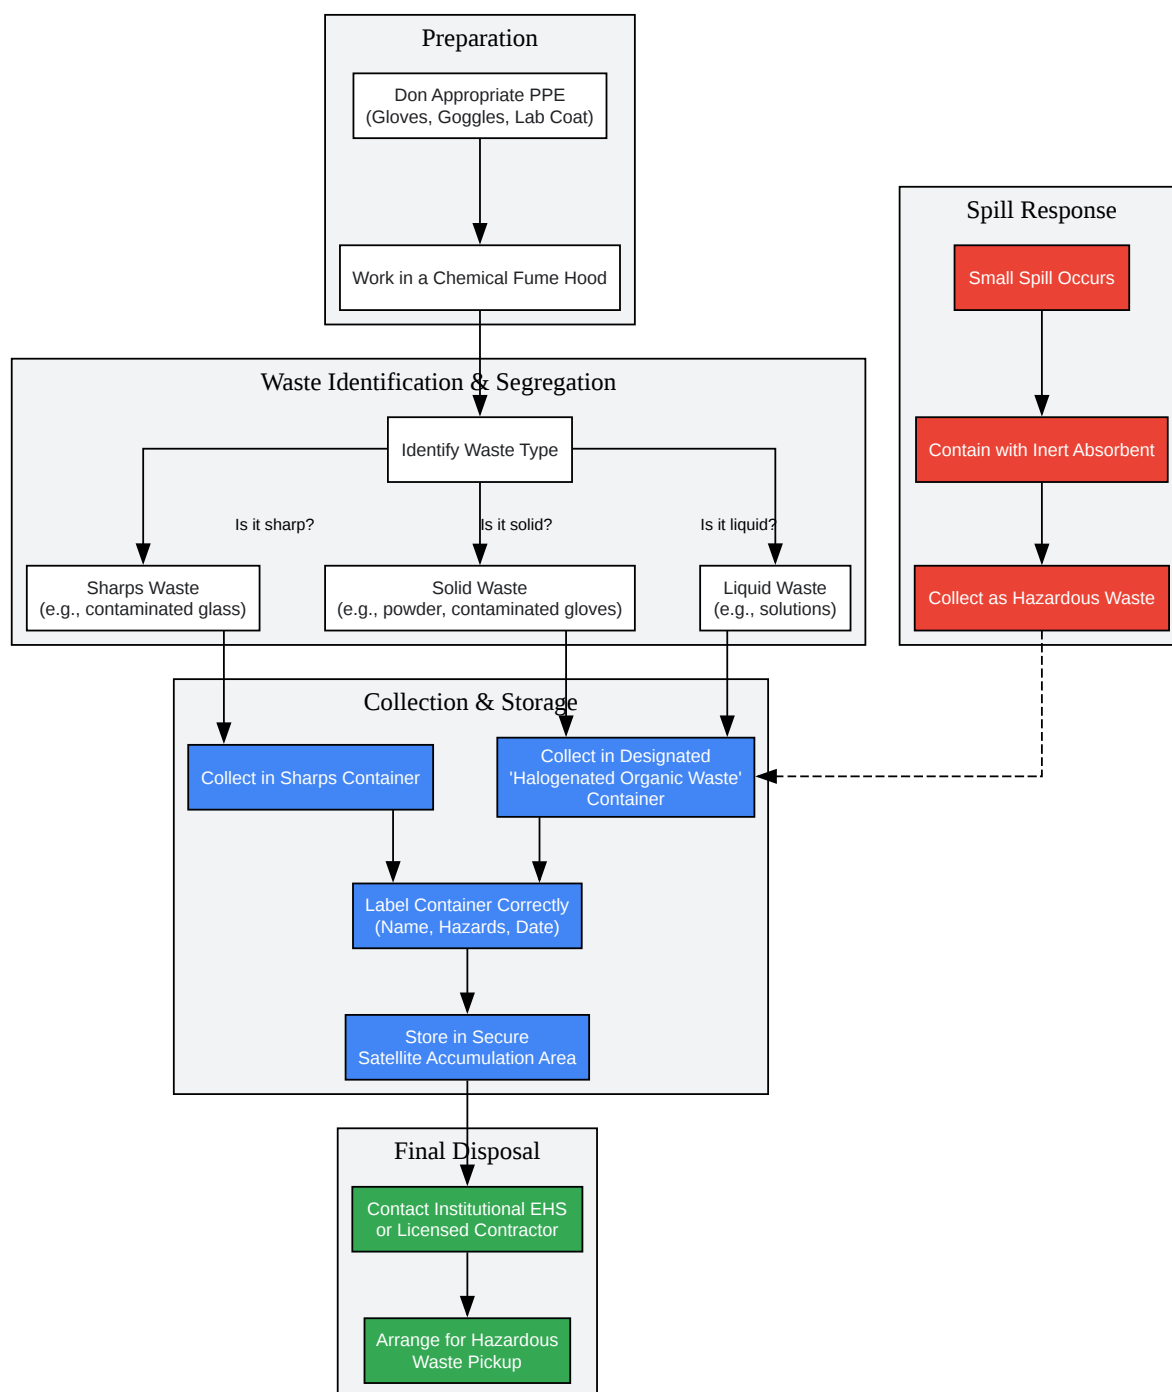 Preparation
Don Appropriate PPE
(Gloves, Goggles, Lab Coat)
Work in a Chemical Fume Hood
Spill Response
Small Spill Occurs
Contain with Inert Absorbent
Collect as Hazardous Waste
Waste Identification & Segregation
Identify Waste Type
Is it sharp?
Is it solid?
Is it liquid?
Sharps Waste
(e.g., contaminated glass)
Solid Waste
(e.g., powder, contaminated gloves)
Liquid Waste
(e.g., solutions)
Collection & Storage
Collect in Sharps Container
Collect in Designated
'Halogenated Organic Waste'
Container
Label Container Correctly
(Name, Hazards, Date)
Store in Secure
Satellite Accumulation Area
Final Disposal
Contact Institutional EHS
or Licensed Contractor
Arrange for Hazardous
Waste Pickup